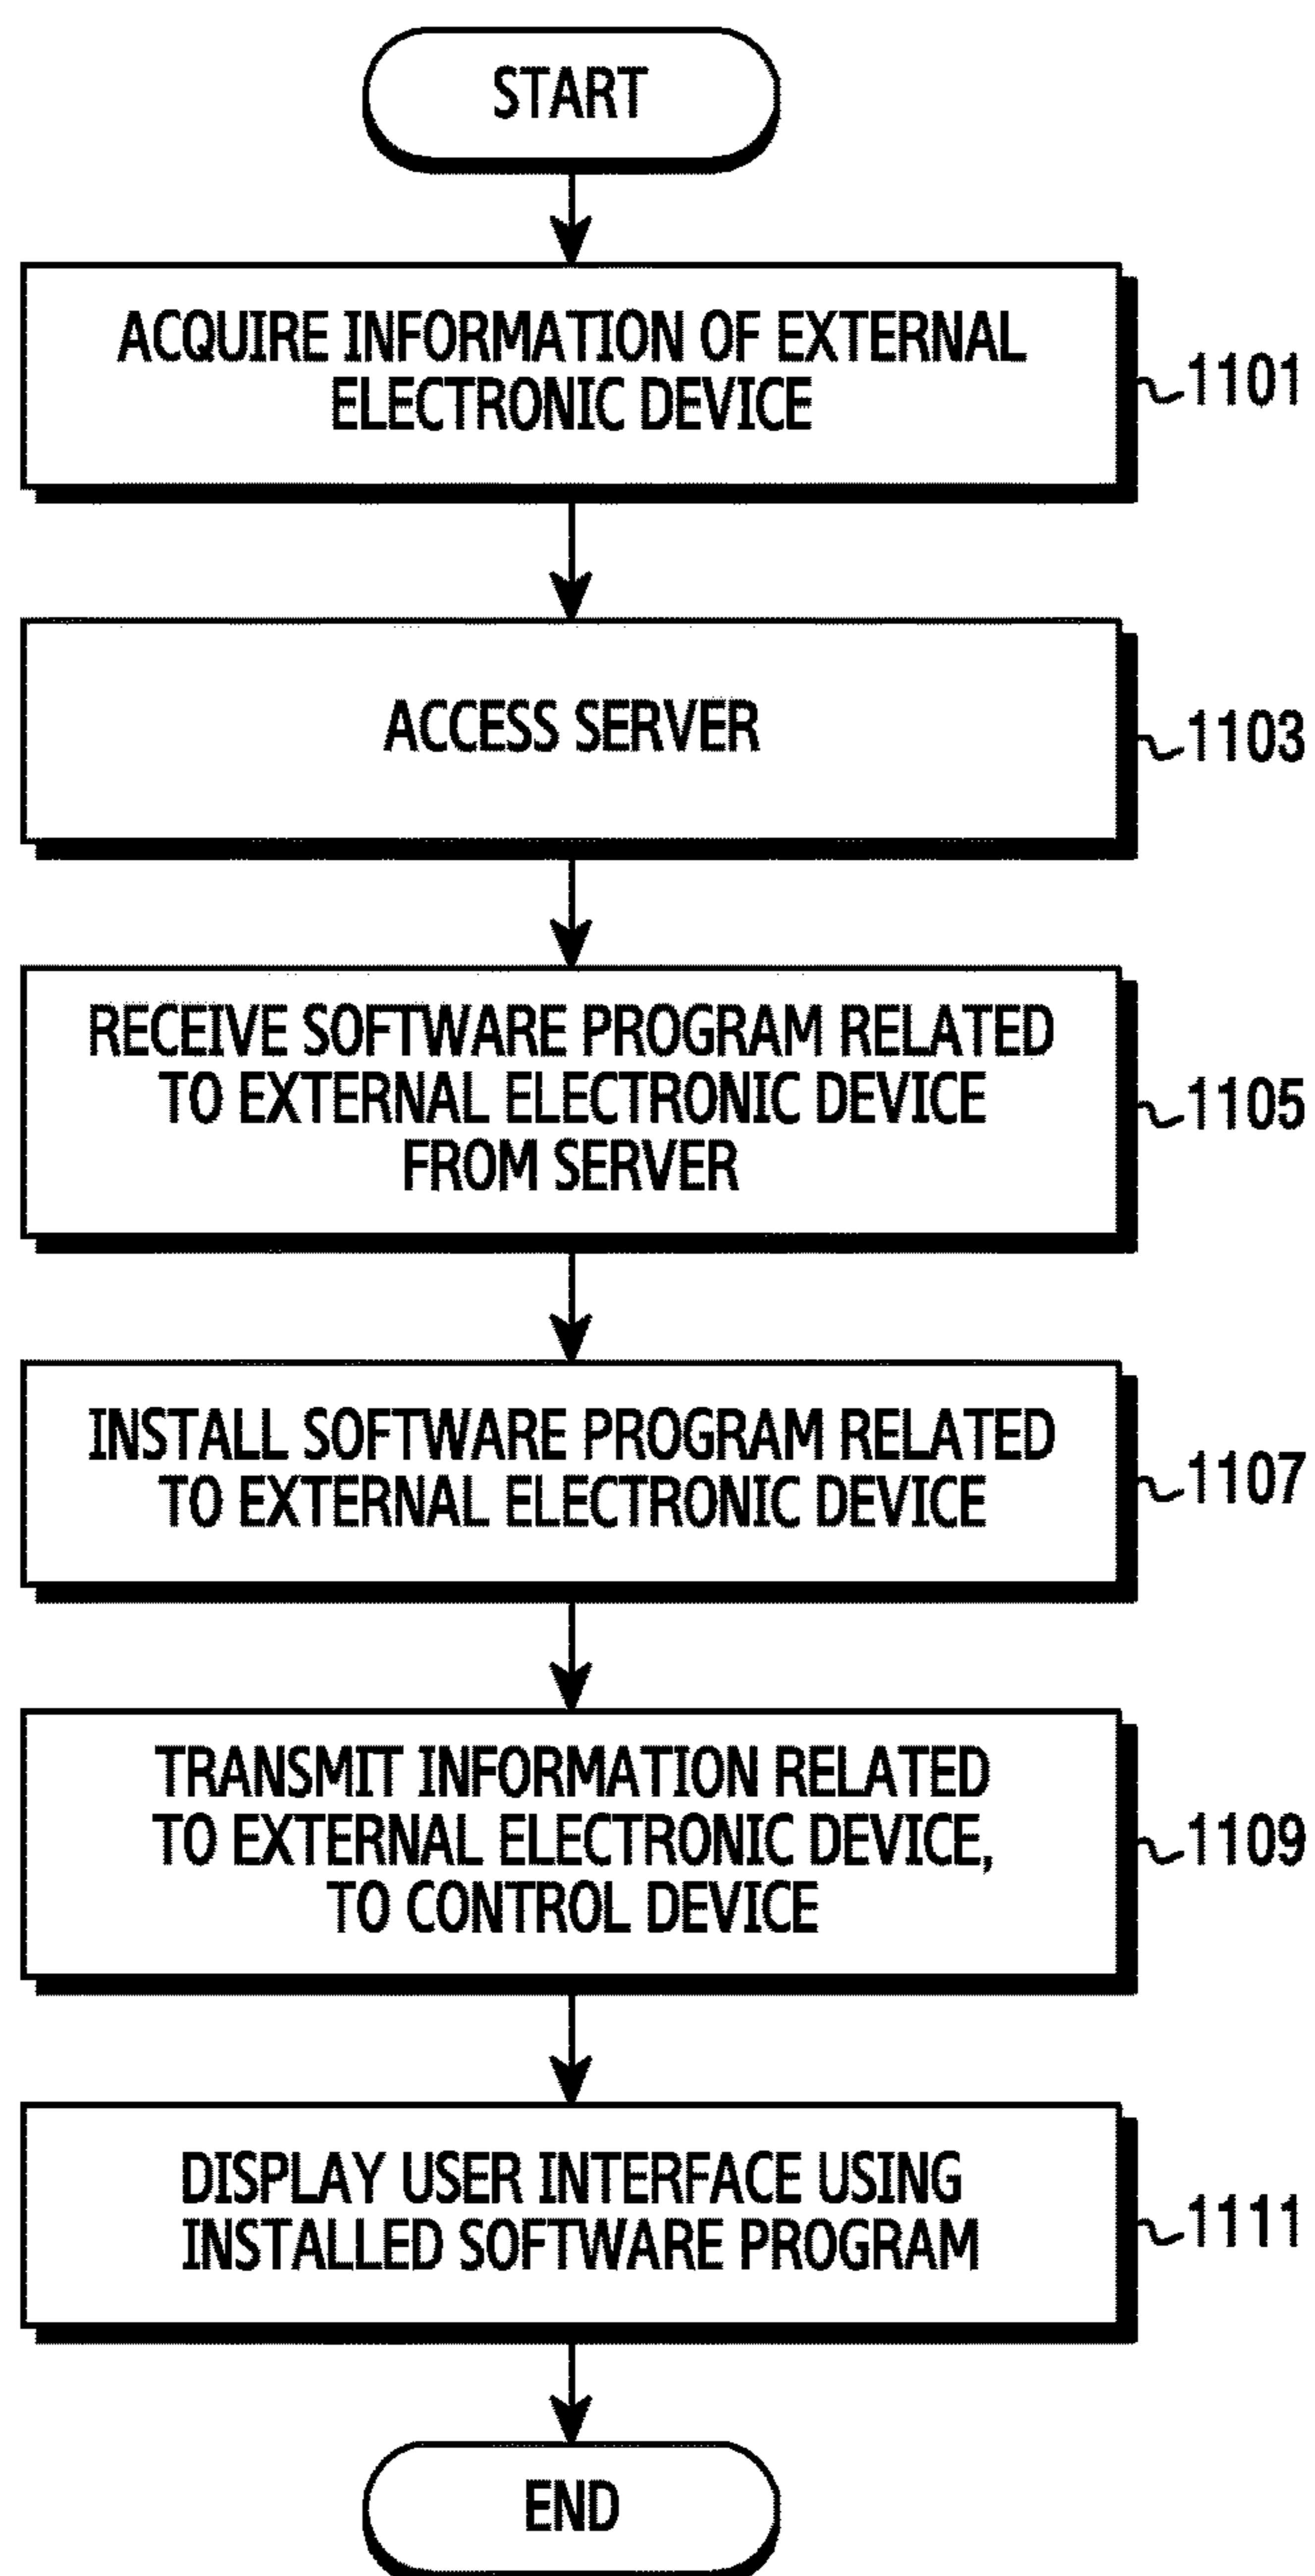 START
ACQUIRE INFORMATION OF EXTERNAL
ELECTRONIC DEVICE
1101
ACCESS SERVER
1103
RECEIVE SOFTWARE PROGRAM RELATED
TO EXTERNAL ELECTRONIC DEVICE
FROM SERVER
1105
INSTALL SOFTWARE PROGRAM RELATED
TO EXTERNAL ELECTRONIC DEVICE
1107
TRANSMIT INFORMATION RELATED
TO EXTERNAL ELECTRONIC DEVICE,
TO CONTROL DEVICE
1109
DISPLAY USER INTERFACE USING
INSTALLED SOFTWARE PROGRAM
1111
END